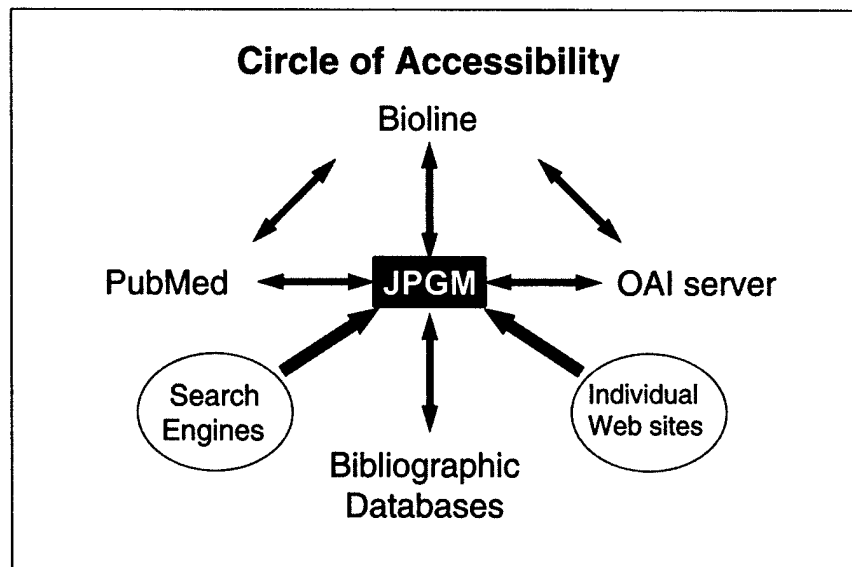 Circle of Accessibility
Bioline
PubMed
JPGM
OAI server
Search
Engines
Individual
Web sites
Bibliographic
Databases